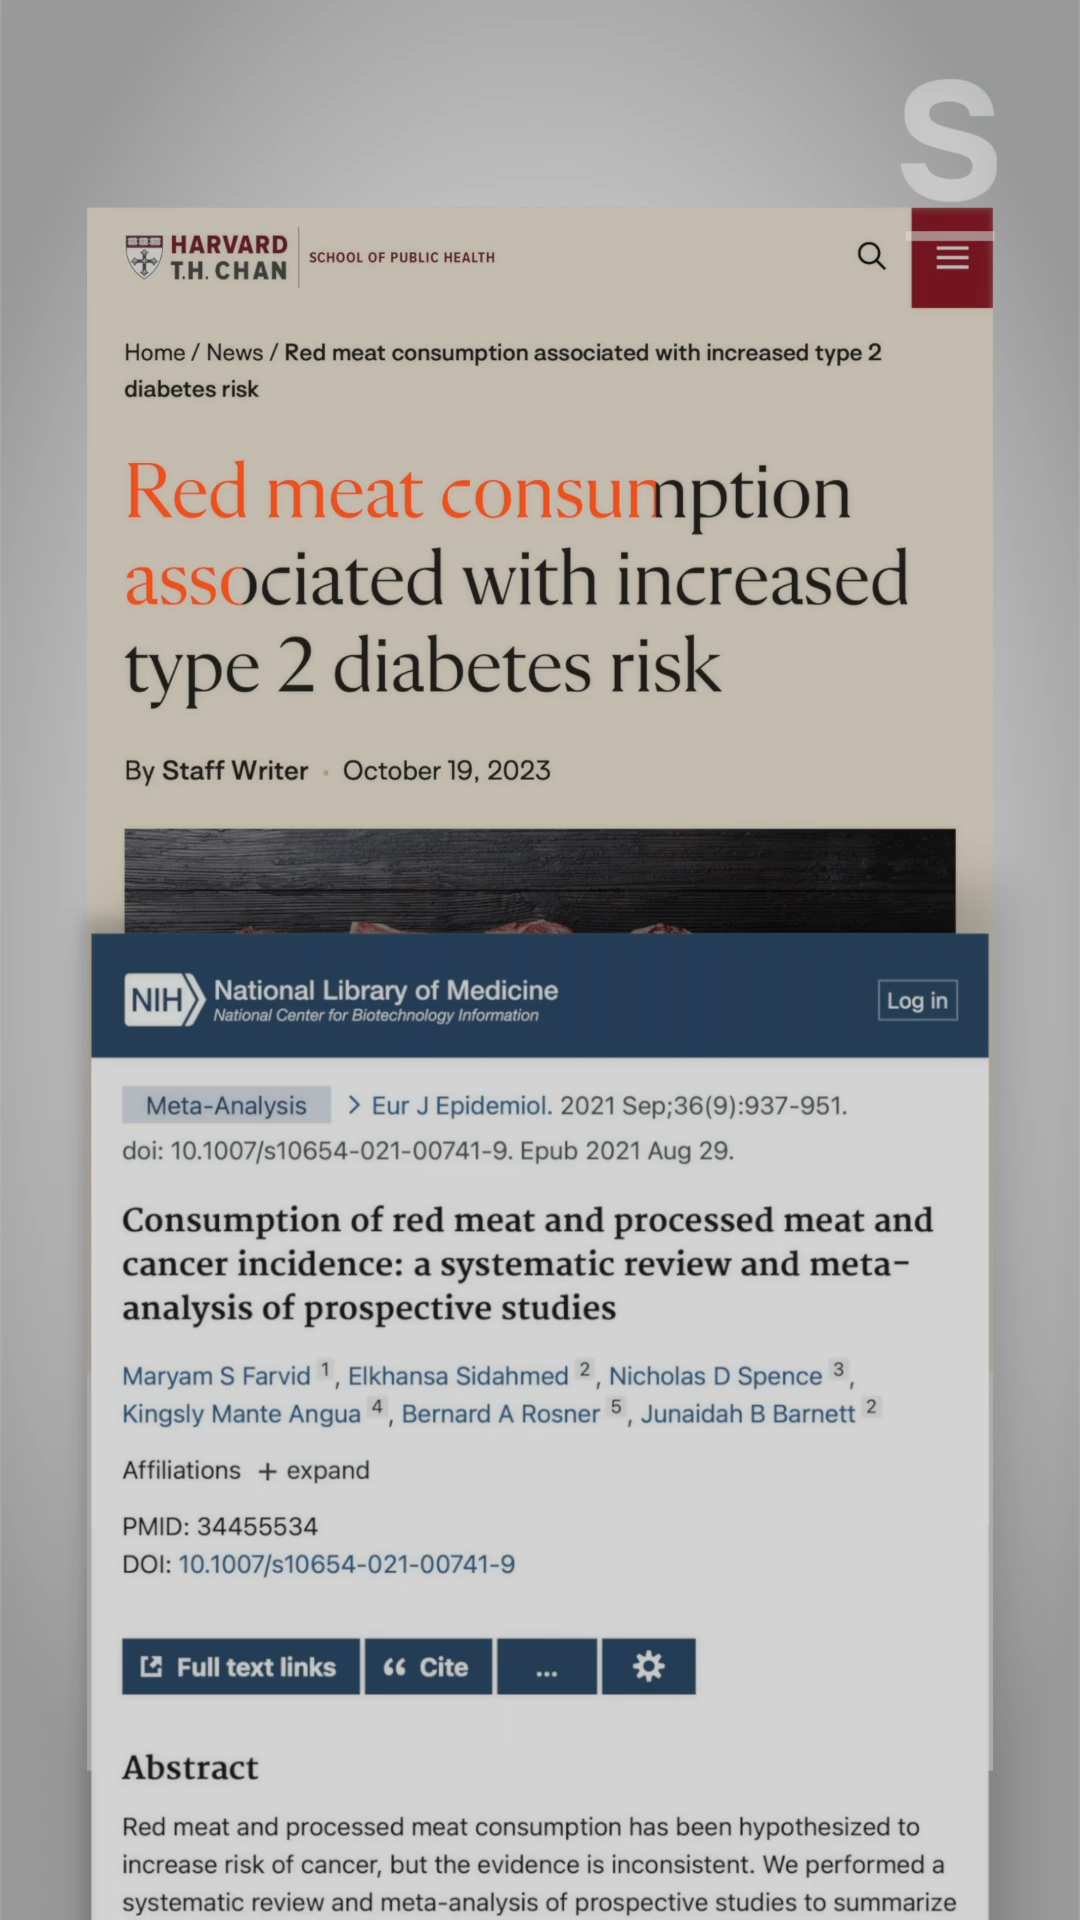 S
HARVARD
T.H. CHAN
SCHOOL OF PUBLIC HEALTH
Home / News / Red meat consumption associated with increased type 2
diabetes risk
Red meat consumption
associated with increased
type 2 diabetes risk
By Staff Writer • October 19, 2023
NIH
National Library of Medicine
National Center for Biotechnology Information
Log in
Meta-Analysis > Eur J Epidemiol. 2021 Sep;36(9):937-951.
doi: 10.1007/s10654-021-00741-9. Epub 2021 Aug 29.
Consumption of red meat and processed meat and
cancer incidence: a systematic review and meta-
analysis of prospective studies
Maryam S Farvid 1, Elkhansa Sidahmed 2, Nicholas D Spence 3,
Kingsly Mante Angua 4, Bernard A Rosner 5, Junaidah B Barnett 2
Affiliations + expand
PMID: 34455534
DOI: 10.1007/s10654-021-00741-9
Full text links
Cite
...
Abstract
Red meat and processed meat consumption has been hypothesized to
increase risk of cancer, but the evidence is inconsistent. We performed a
systematic review and meta-analysis of prospective studies to summarize